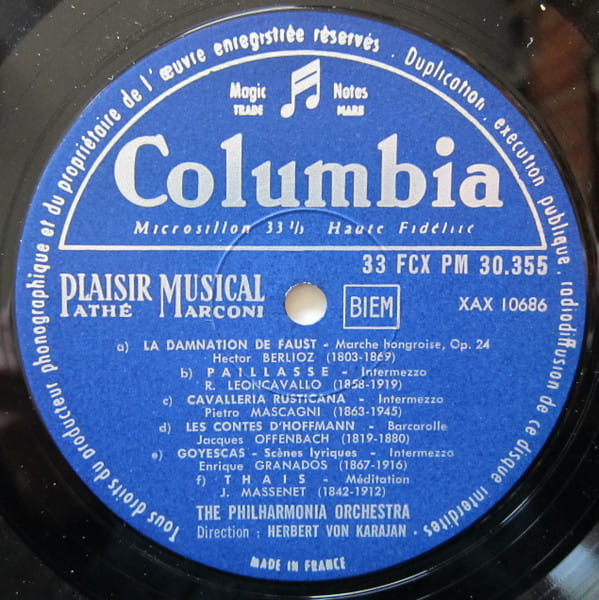 Tous droits du producteur phonographique et du propriétaire de l'œuvre enregistrée réservés. Duplication, exécution publique, radiodiffusion de ce disque interdites.
Magic Notes
TRADE MARK
Columbia
Microsillon 33 1/3 Haute Fidélité
33 FCX PM 30.355
PLAISIR MUSICAL
PATHÉ MARCONI
BIEM
XAX 10686
a) LA DAMNATION DE FAUST - Marche hongroise, Op. 24
Hector BERLIOZ (1803-1869)
b) PAILLASSE - Intermezzo
R. LEONCAVALLO (1858-1919)
c) CAVALLERIA RUSTICANA - Intermezzo
Pietro MASCAGNI (1863-1945)
d) LES CONTES D'HOFFMANN - Barcarolle
Jacques OFFENBACH (1819-1880)
e) GOYESCAS - Scènes lyriques - Intermezzo
Enrique GRANADOS (1867-1916)
f) THAIS - Méditation
J. MASSENET (1842-1912)
THE PHILHARMONIA ORCHESTRA
Direction : HERBERT VON KARAJAN
MADE IN FRANCE